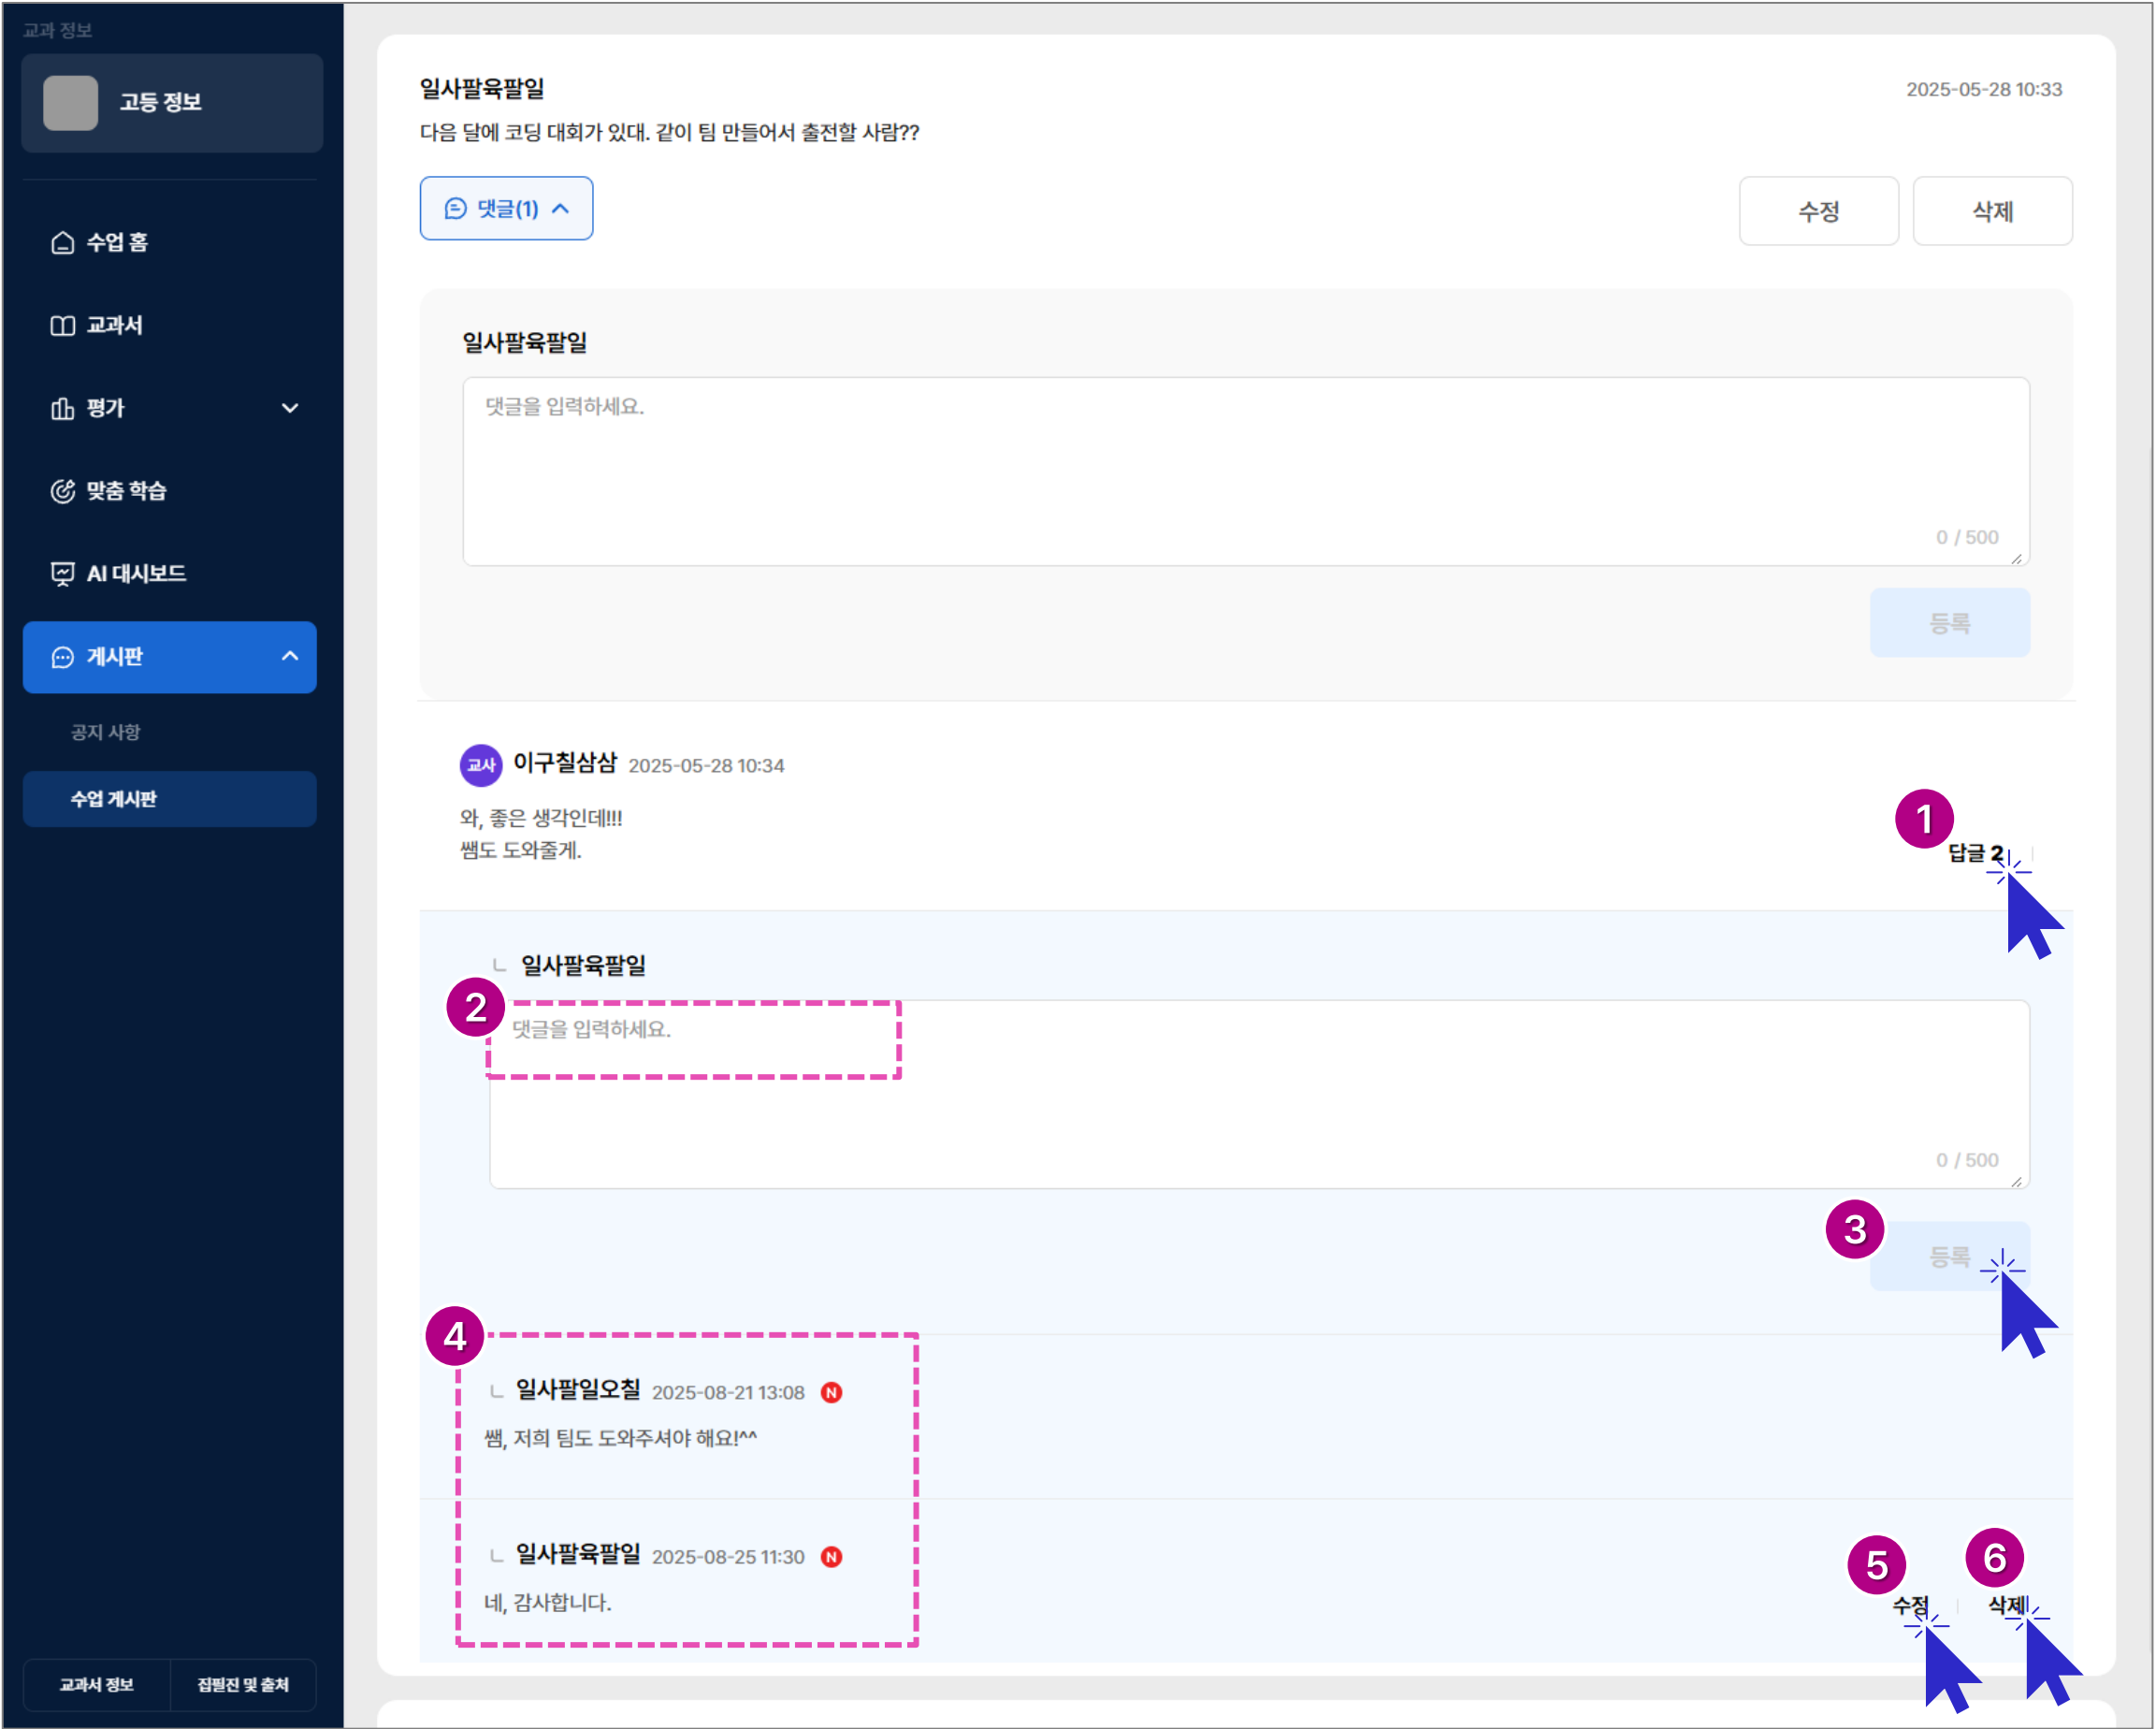 교과 정보
고등 정보
수업 홈
교과서
평가
맞춤 학습
AI 대시보드
게시판
공지 사항
수업 게시판
교과서 정보
집필진 및 출처
일사팔육팔일
2025-05-28 10:33
다음 달에 코딩 대회가 있대. 같이 팀 만들어서 출전할 사람??
댓글(1)
수정
삭제
일사팔육팔일
댓글을 입력하세요.
0 / 500
등록
교사 이구칠삼삼 2025-05-28 10:34
와, 좋은 생각인데!!!
쌤도 도와줄게.
1
답글 2
일사팔육팔일
2
댓글을 입력하세요.
0 / 500
3
등록
4
일사팔일오칠 2025-08-21 13:08 N
쌤, 저희 팀도 도와주셔야 해요!^^
일사팔육팔일 2025-08-25 11:30 N
네, 감사합니다.
5
6
수정
삭제